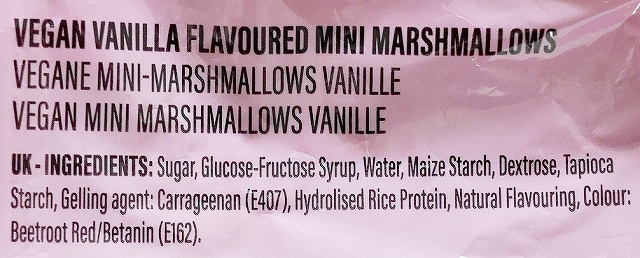 VEGAN VANILLA FLAVOURED MINI MARSHMALLOWS
VEGANE MINI-MARSHMALLOWS VANILLE
VEGAN MINI MARSHMALLOWS VANILLE
UK - INGREDIENTS: Sugar, Glucose-Fructose Syrup, Water, Maize Starch, Dextrose, Tapioca
Starch, Gelling agent: Carrageenan (E407), Hydrolised Rice Protein, Natural Flavouring, Colour:
Beetroot Red/Betanin (E162).